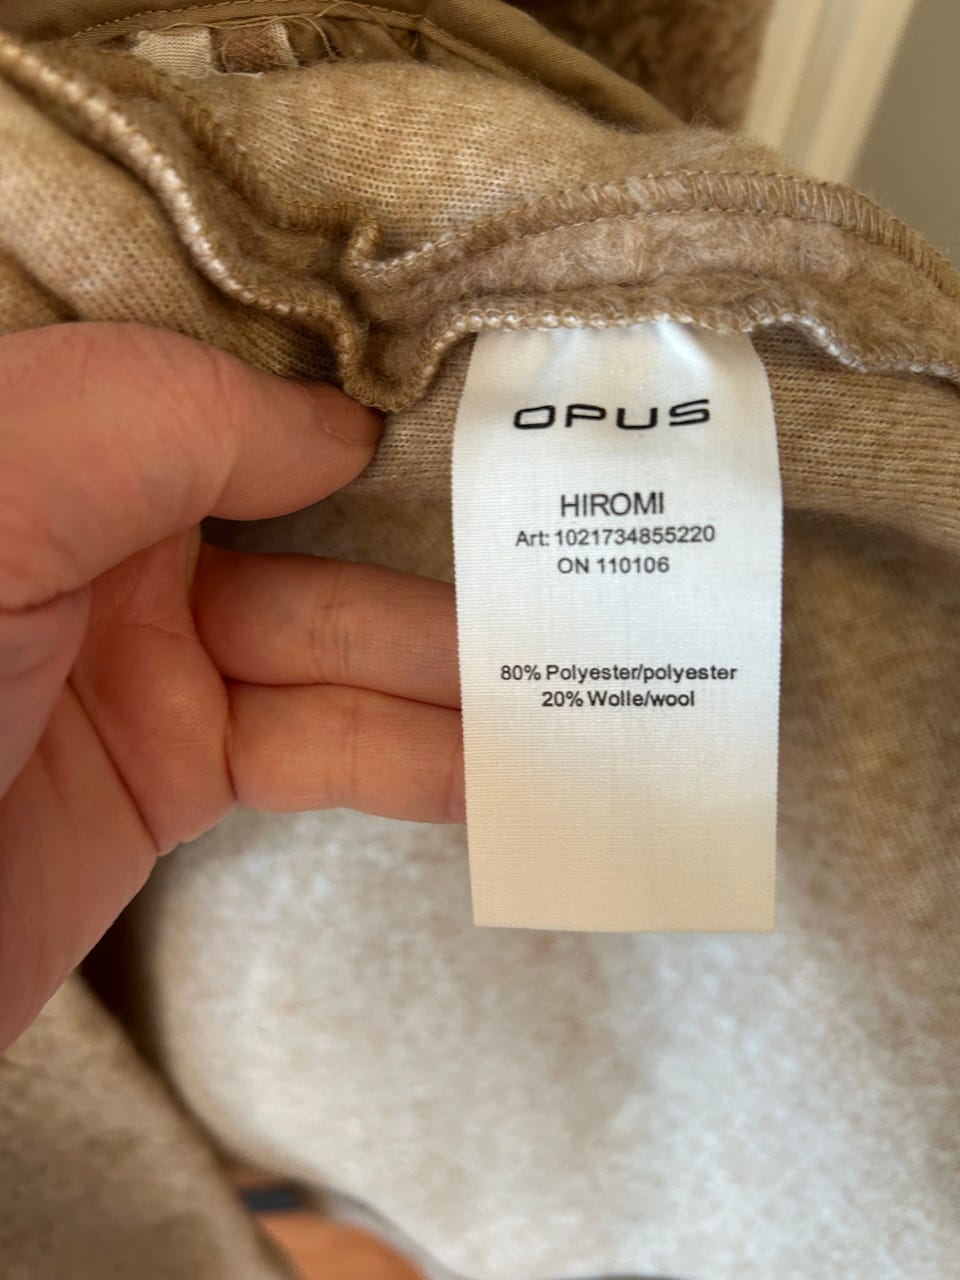 OPUS
HIROMI
Art: 1021734855220
ON 110106
80% Polyester/polyester
20% Wolle/wool